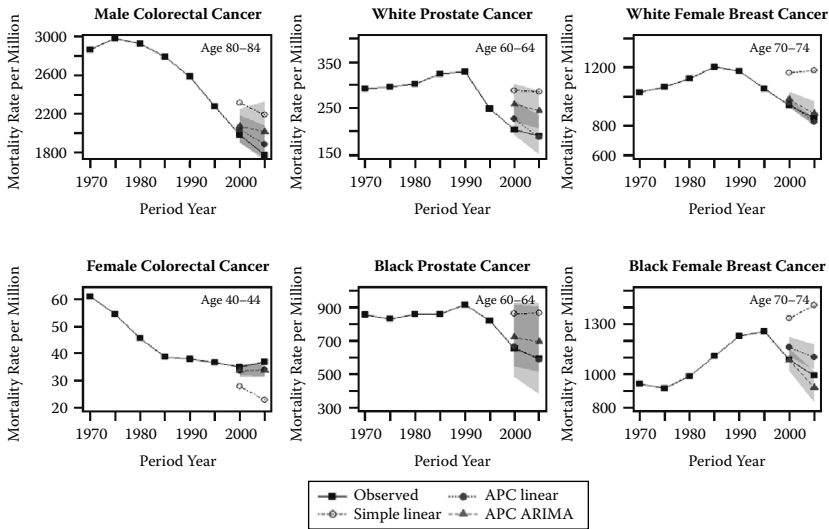 Male Colorectal Cancer
Mortality Rate per Million
3000
2600
2200
1800
Age 80–84
1970 1980 1990 2000
Period Year
White Prostate Cancer
Mortality Rate per Million
350
250
150
Age 60–64
1970 1980 1990 2000
Period Year
White Female Breast Cancer
Mortality Rate per Million
1200
800
600
Age 70–74
1970 1980 1990 2000
Period Year
Female Colorectal Cancer
Mortality Rate per Million
60
50
40
30
20
Age 40–44
1970 1980 1990 2000
Period Year
Black Prostate Cancer
Mortality Rate per Million
900
700
500
300
Age 60–64
1970 1980 1990 2000
Period Year
Black Female Breast Cancer
Mortality Rate per Million
1300
1000
800
Age 70–74
1970 1980 1990 2000
Period Year
Observed
Simple linear
APC linear
APC ARIMA